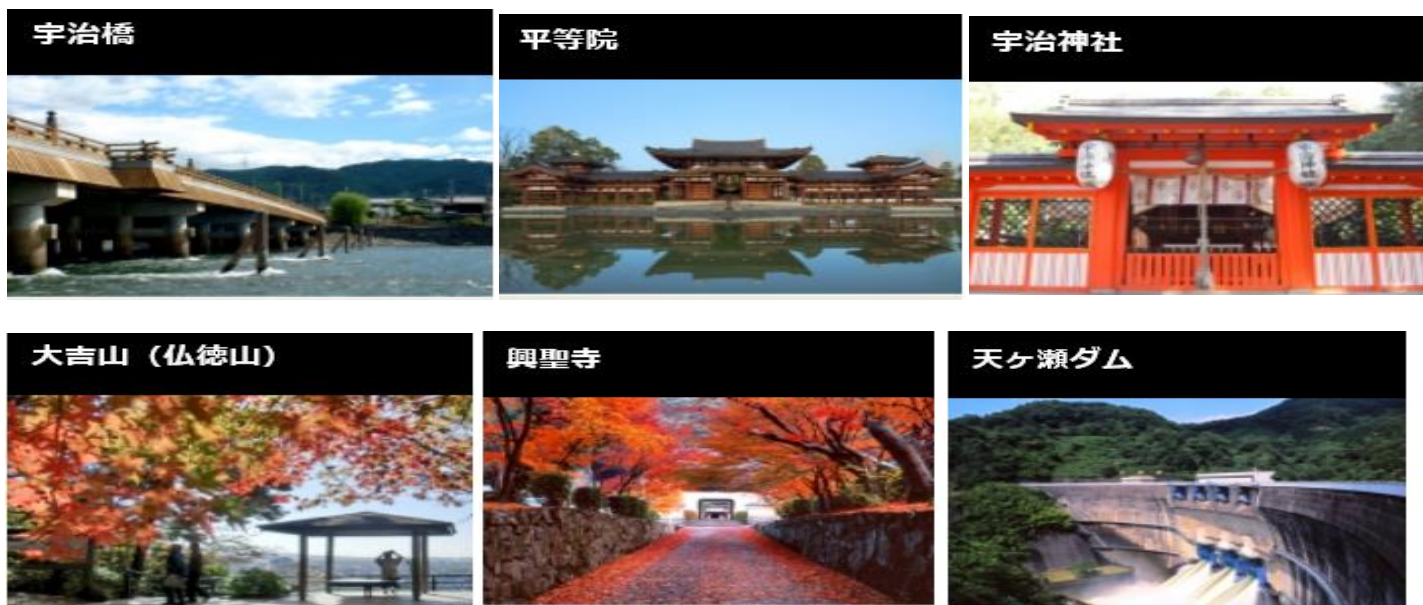 宇治橋
平等院
宇治神社
大吉山（仏徳山）
興聖寺
天ヶ瀬ダム